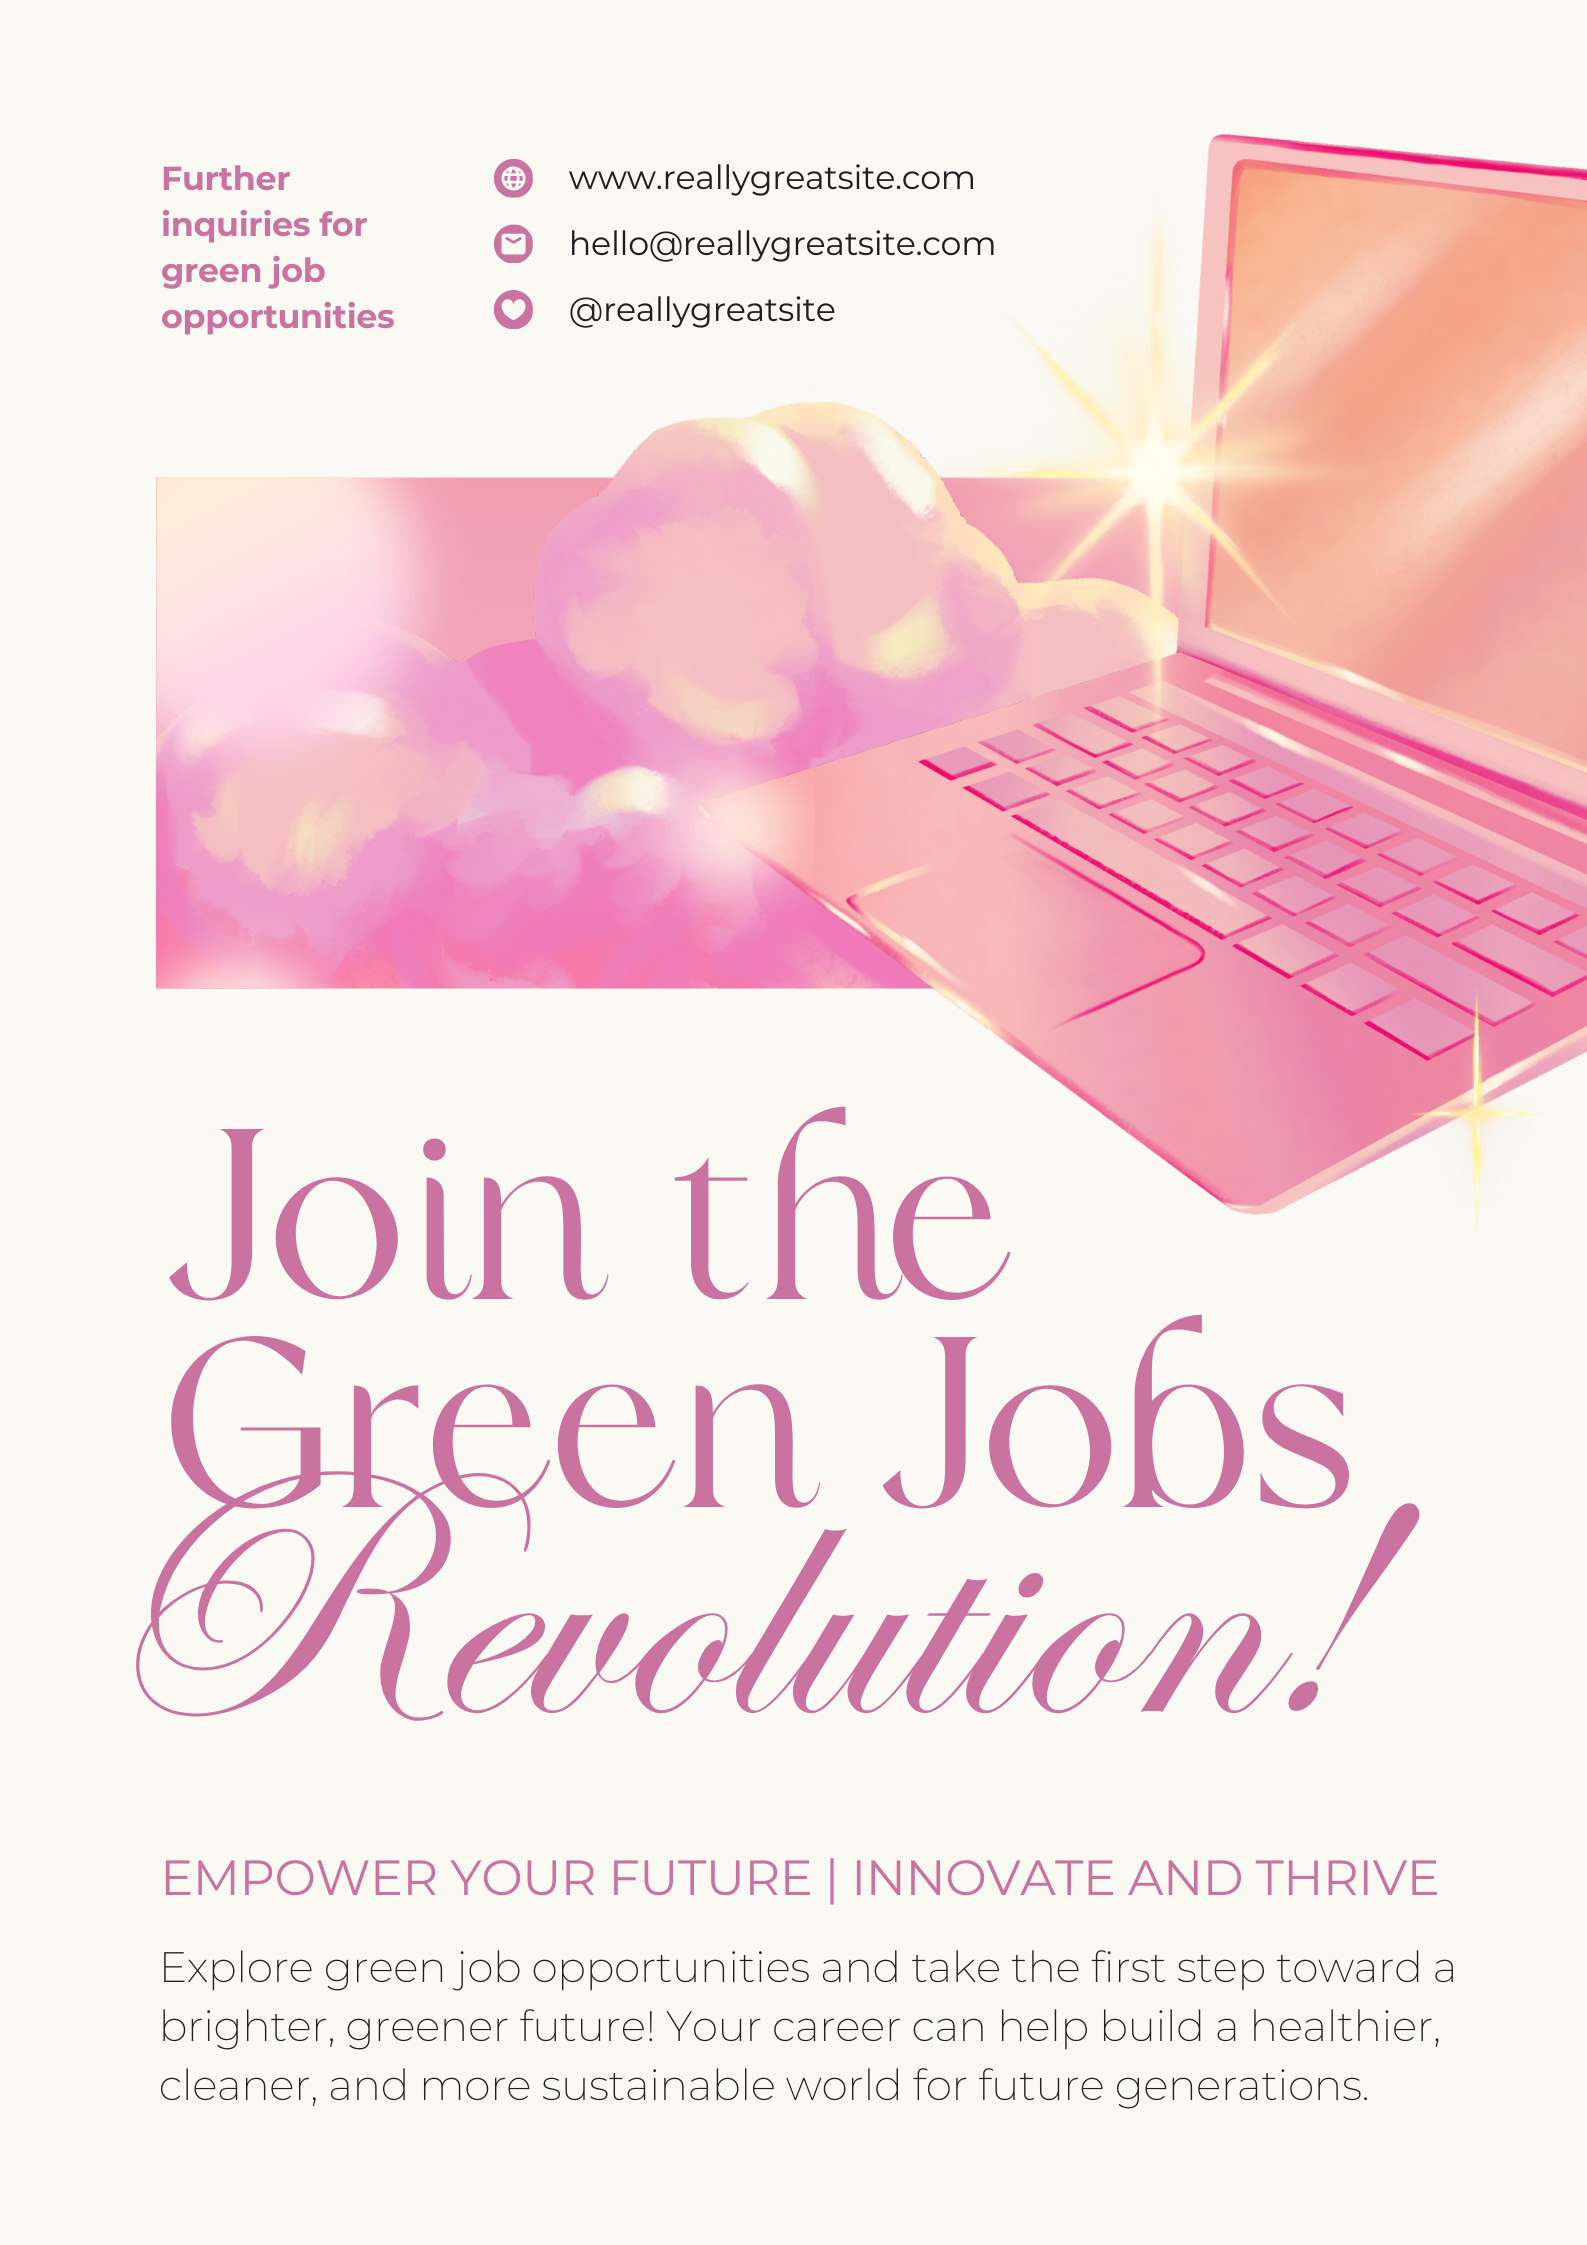 Further
inquiries for
green job
opportunities
www.reallygreatsite.com
hello@reallygreatsite.com
@reallygreatsite
Join the
Green Jobs
Revolution!
EMPOWER YOUR FUTURE | INNOVATE AND THRIVE
Explore green job opportunities and take the first step toward a
brighter, greener future! Your career can help build a healthier,
cleaner, and more sustainable world for future generations.